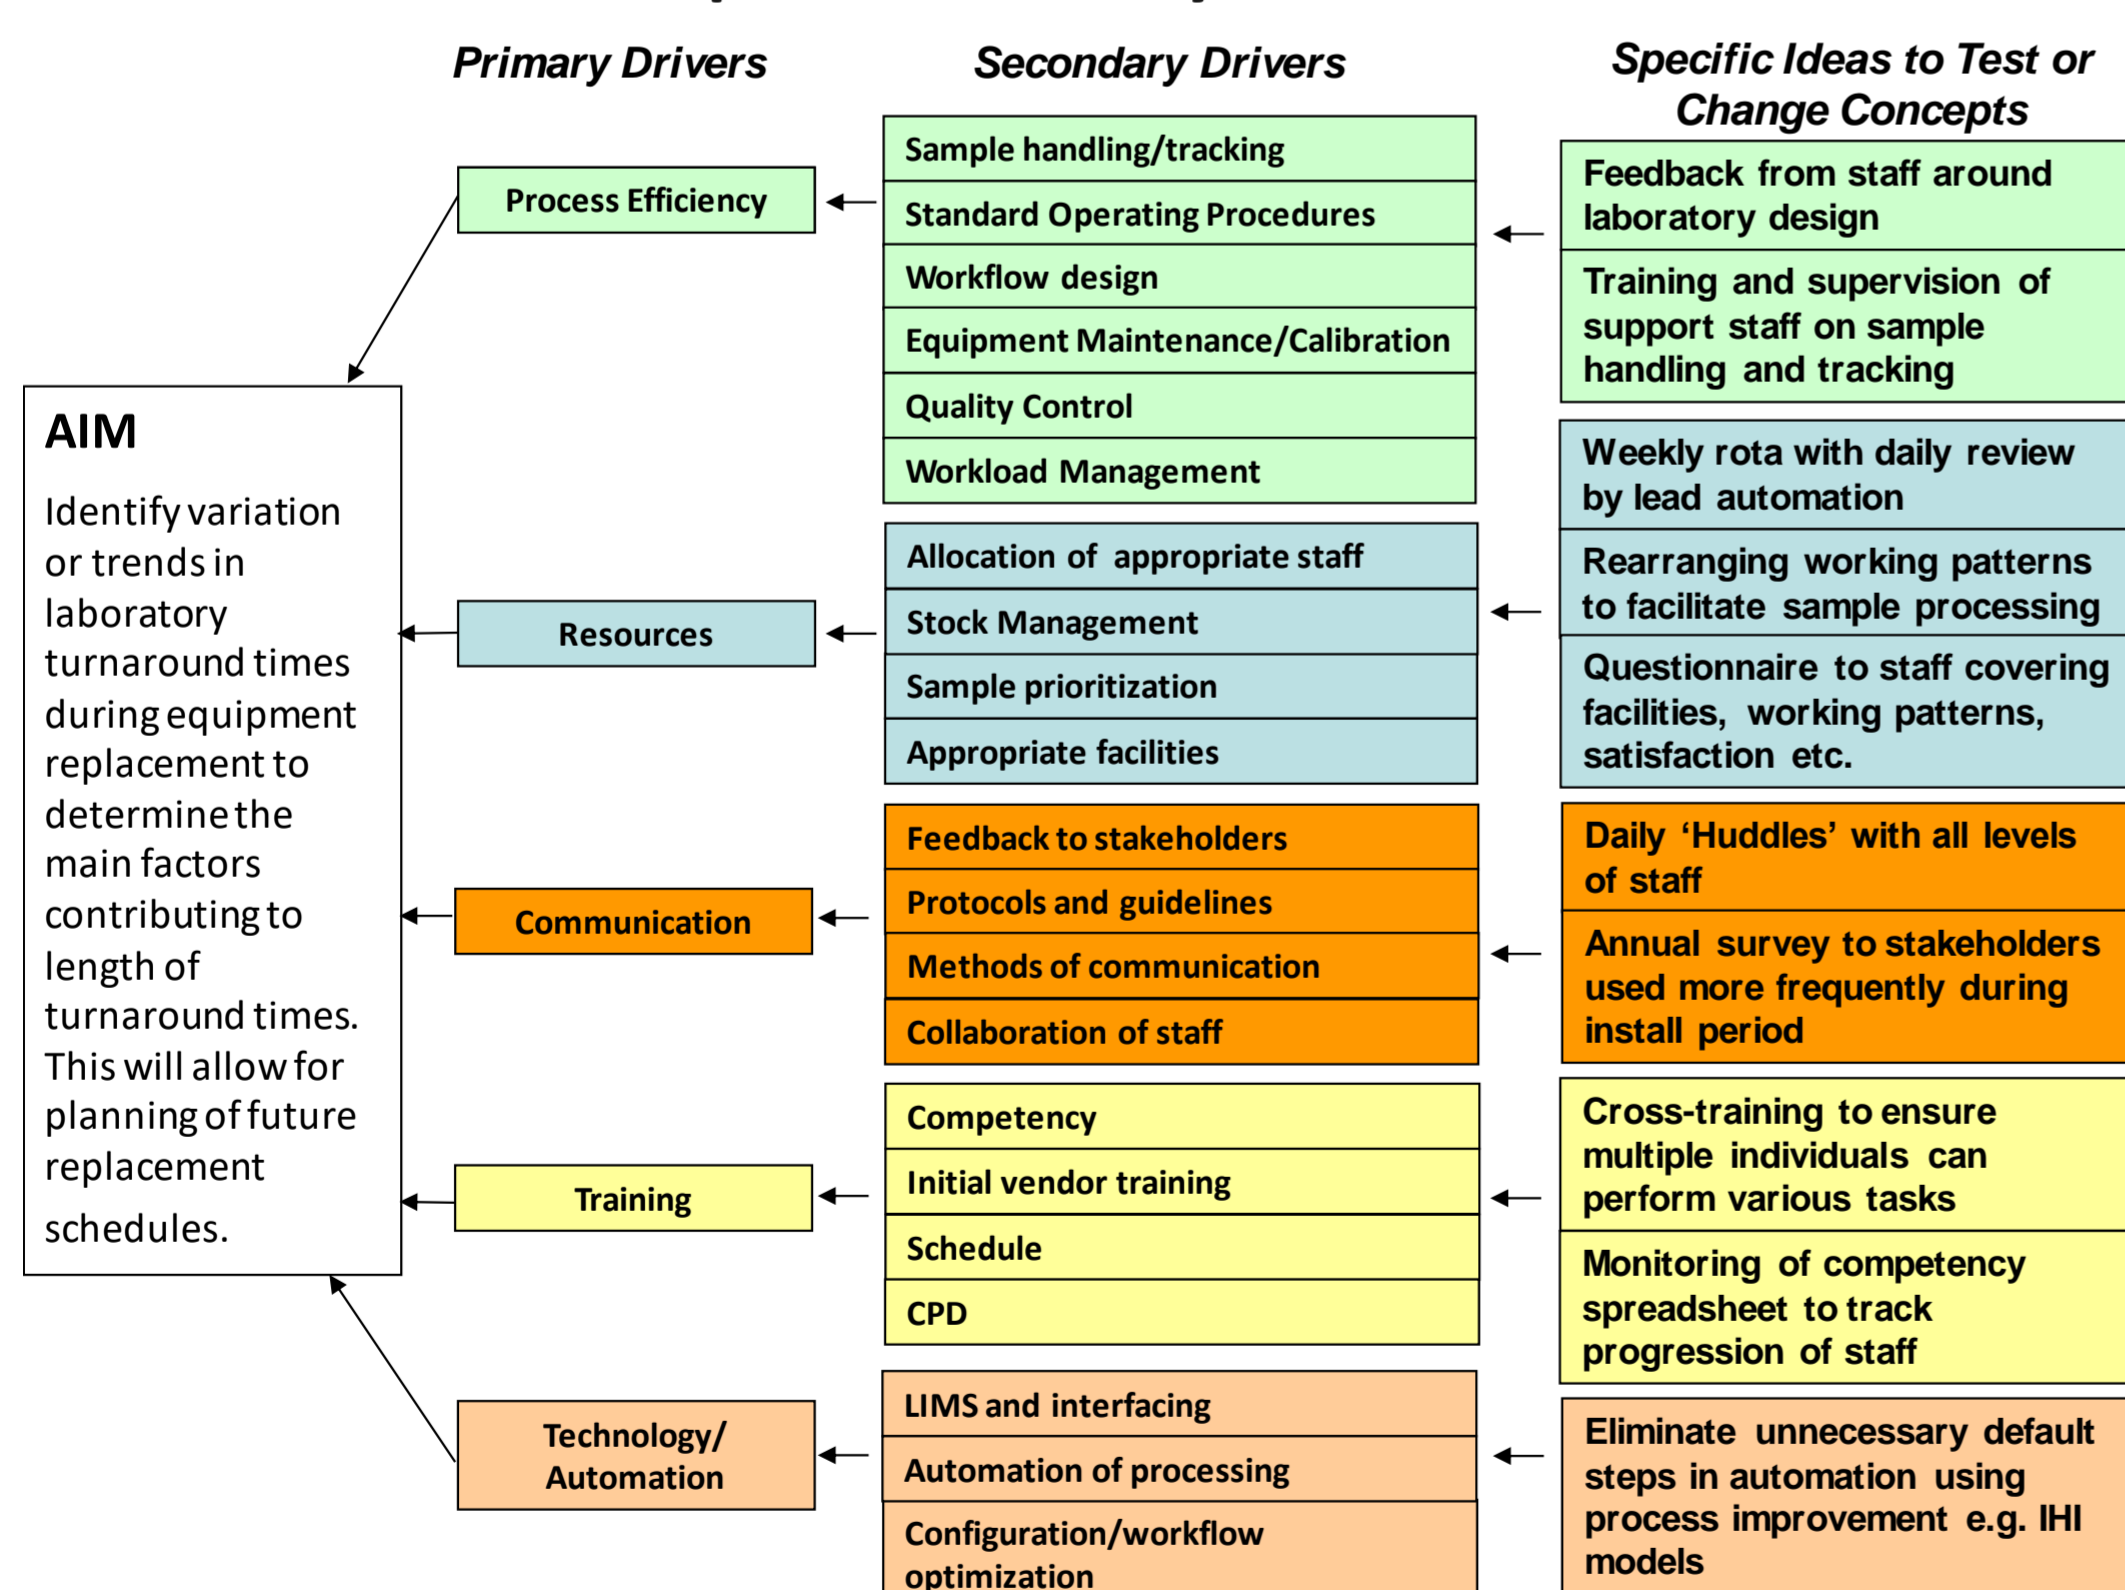 Primary Drivers
Secondary Drivers
Specific Ideas to Test or
Change Concepts
AIM
Identify variation
or trends in
laboratory
turnaround times
during equipment
replacement to
determine the
main factors
contributing to
length of
turnaround times.
This will allow for
planning of future
replacement
schedules.
Process Efficiency
Sample handling/tracking
Standard Operating Procedures
Workflow design
Equipment Maintenance/Calibration
Quality Control
Workload Management
Feedback from staff around
laboratory design
Training and supervision of
support staff on sample
handling and tracking
Resources
Allocation of appropriate staff
Stock Management
Sample prioritization
Appropriate facilities
Weekly rota with daily review
by lead automation
Rearranging working patterns
to facilitate sample processing
Questionnaire to staff covering
facilities, working patterns,
satisfaction etc.
Communication
Feedback to stakeholders
Protocols and guidelines
Methods of communication
Collaboration of staff
Daily ‘Huddles’ with all levels
of staff
Annual survey to stakeholders
used more frequently during
install period
Training
Competency
Initial vendor training
Schedule
CPD
Cross-training to ensure
multiple individuals can
perform various tasks
Monitoring of competency
spreadsheet to track
progression of staff
Technology/
Automation
LIMS and interfacing
Automation of processing
Configuration/workflow
optimization
Eliminate unnecessary default
steps in automation using
process improvement e.g. IHI
models